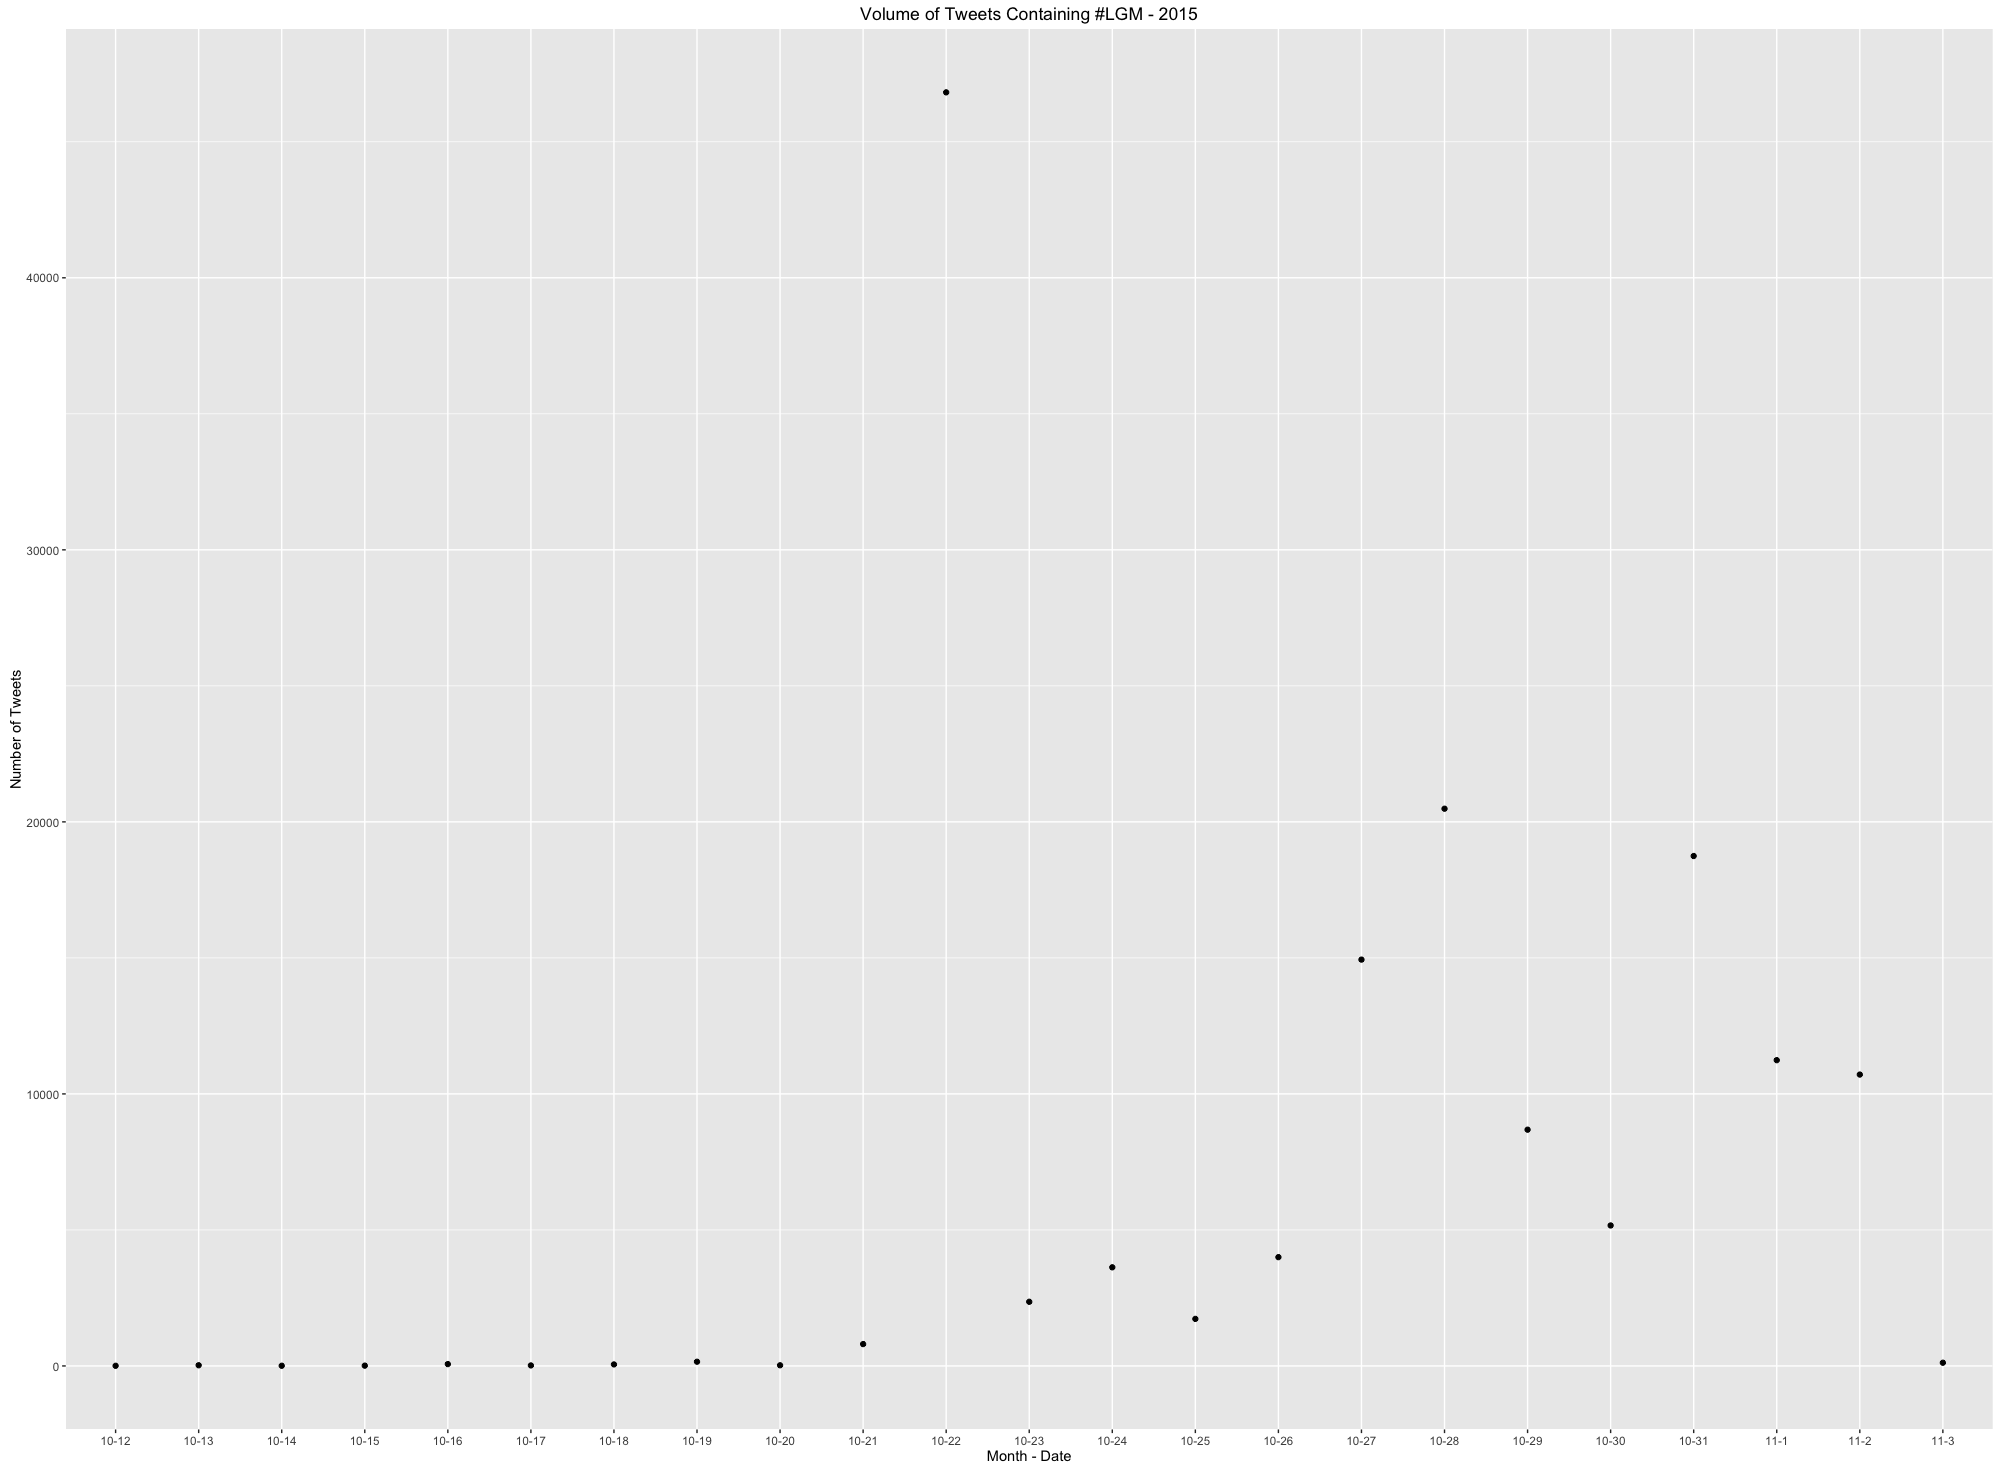 Volume of Tweets Containing #LGM - 2015
Number of Tweets
40000
30000
20000
10000
0
10-12 10-13 10-14 10-15 10-16 10-17 10-18 10-19 10-20 10-21 10-22 10-23 10-24 10-25 10-26 10-27 10-28 10-29 10-30 10-31 11-1 11-2 11-3
Month - Date